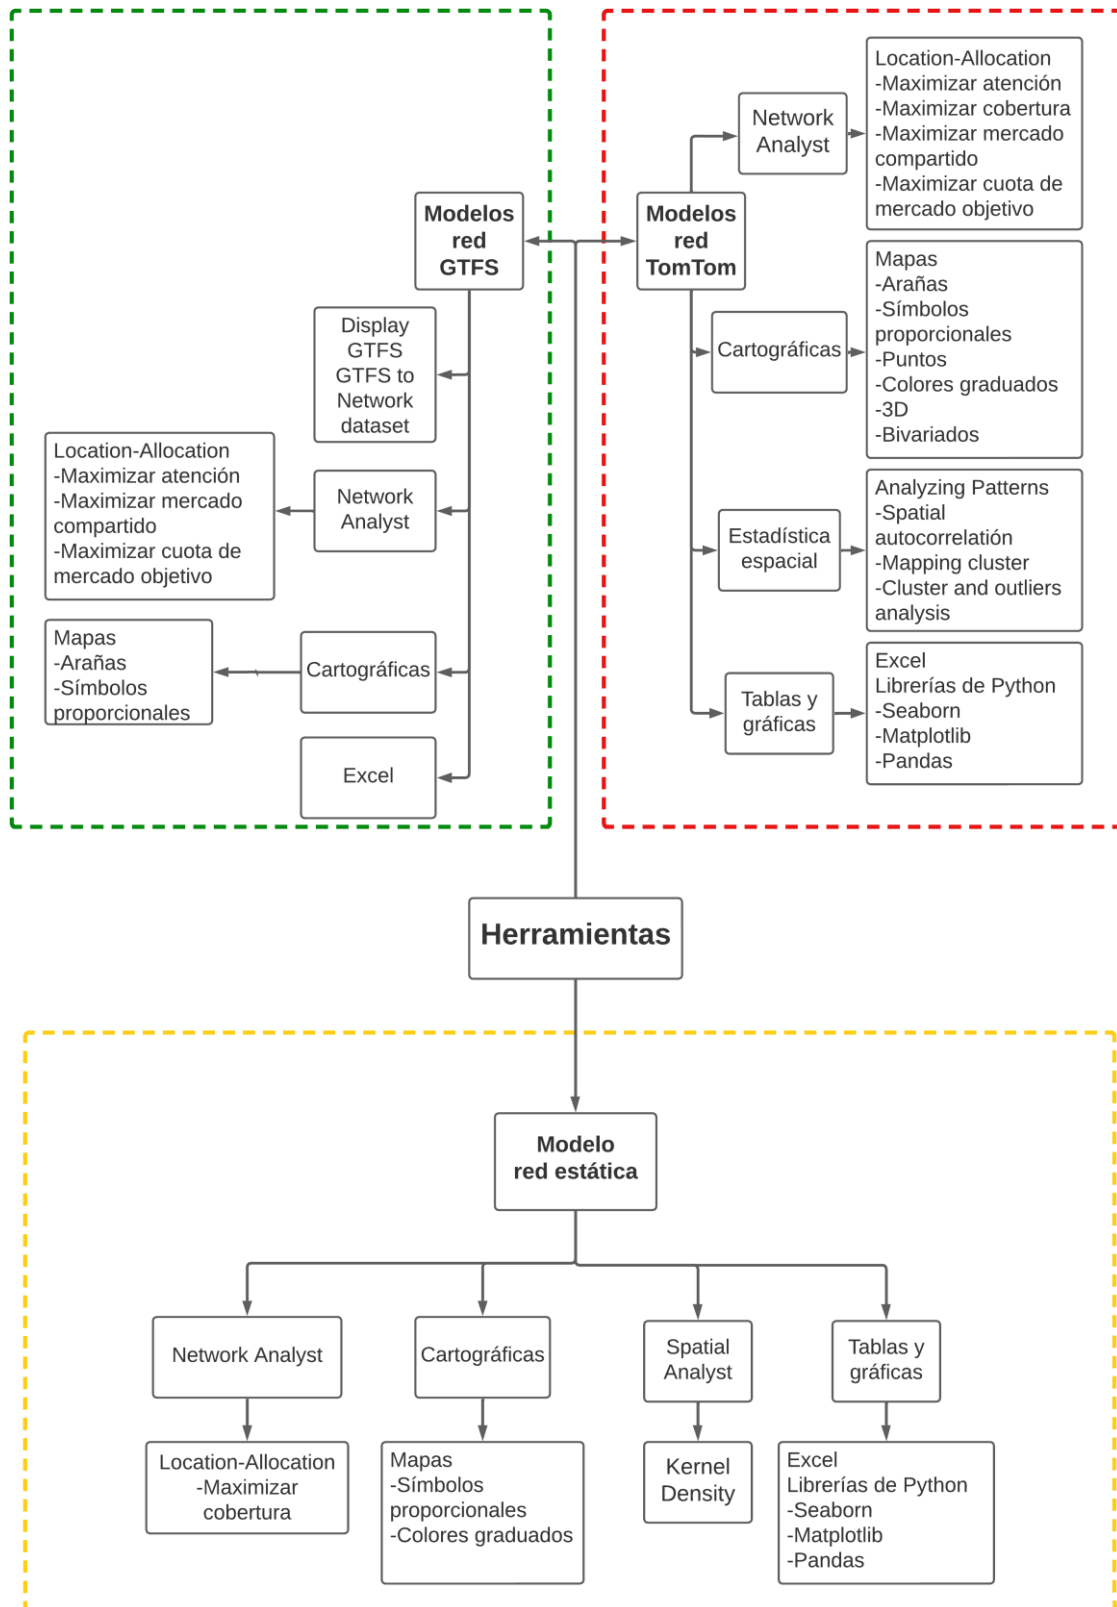 Modelos
red
GTFS
Display
GTFS
GTFS to
Network
dataset
Network
Analyst
Location-Allocation
-Maximizar atención
-Maximizar mercado
compartido
-Maximizar cuota de
mercado objetivo
Cartográficas
Mapas
-Arañas
-Símbolos
proporcionales
Excel
Modelos
red
TomTom
Network
Analyst
Location-Allocation
-Maximizar atención
-Maximizar cobertura
-Maximizar mercado
compartido
-Maximizar cuota de
mercado objetivo
Cartográficas
Mapas
-Arañas
-Símbolos
proporcionales
-Puntos
-Colores graduados
-3D
-Bivariados
Estadística
espacial
Analyzing Patterns
-Spatial
autocorrelatión
-Mapping cluster
-Cluster and outliers
analysis
Tablas y
gráficas
Excel
Librerías de Python
-Seaborn
-Matplotlib
-Pandas
Herramientas
Modelo
red estática
Network Analyst
Location-Allocation
-Maximizar
cobertura
Cartográficas
Mapas
-Símbolos
proporcionales
-Colores graduados
Spatial
Analyst
Kernel
Density
Tablas y
gráficas
Excel
Librerías de Python
-Seaborn
-Matplotlib
-Pandas